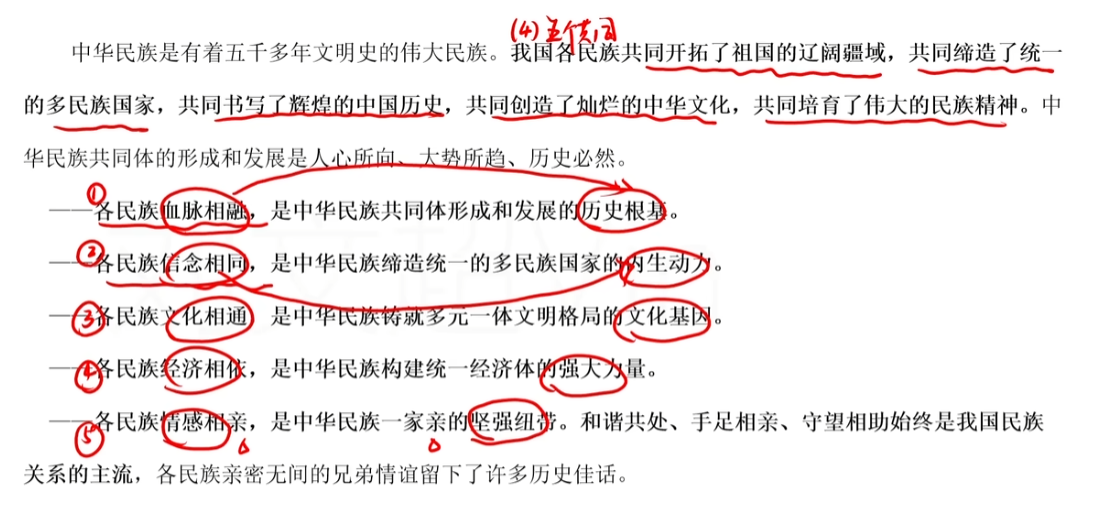 (4)五个共同
中华民族是有着五千多年文明史的伟大民族。我国各民族共同开拓了祖国的辽阔疆域，共同缔造了统一
的多民族国家，共同书写了辉煌的中国历史，共同创造了灿烂的中华文化，共同培育了伟大的民族精神。中
华民族共同体的形成和发展是人心所向、大势所趋、历史必然。
①
——各民族血脉相融，是中华民族共同体形成和发展的历史根基。
②
——各民族信念相同，是中华民族缔造统一的多民族国家的内生动力。
③
——各民族文化相通，是中华民族铸就多元一体文明格局的文化基因。
④
——各民族经济相依，是中华民族构建统一经济体的强大力量。
⑤
——各民族情感相亲，是中华民族一家亲的坚强纽带。和谐共处、手足相亲、守望相助始终是我国民族
关系的主流，各民族亲密无间的兄弟情谊留下了许多历史佳话。